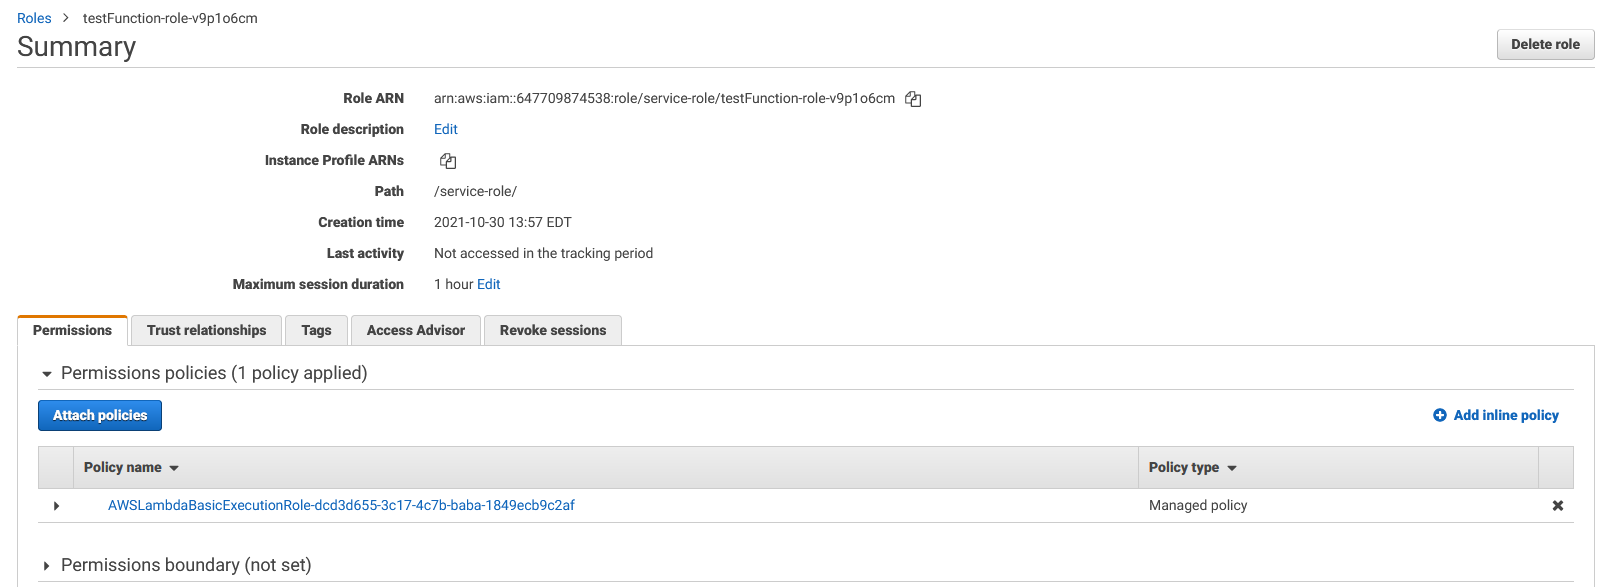 Roles > testFunction-role-v9p1o6cm
Summary
Delete role
Role ARN arn:aws:iam::647709874538:role/service-role/testFunction-role-v9p1o6cm
Role description Edit
Instance Profile ARNs
Path /service-role/
Creation time 2021-10-30 13:57 EDT
Last activity Not accessed in the tracking period
Maximum session duration 1 hour Edit
Permissions Trust relationships Tags Access Advisor Revoke sessions
Permissions policies (1 policy applied)
Attach policies Add inline policy
Policy name Policy type
AWSLambdaBasicExecutionRole-dcd3d655-3c17-4c7b-baba-1849ecb9c2af Managed policy
Permissions boundary (not set)